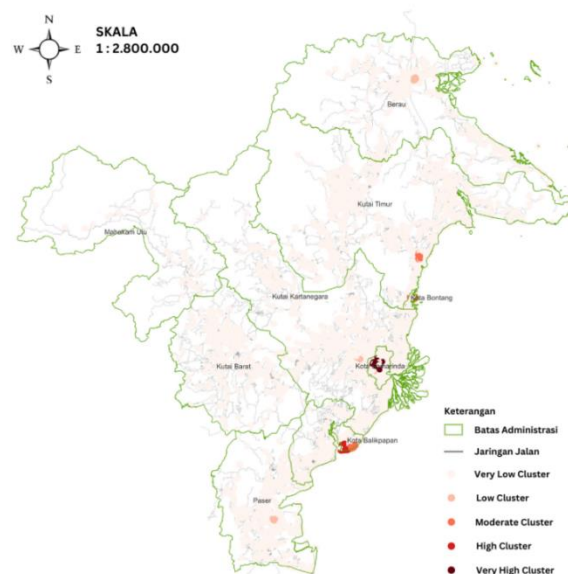 N
W E
S
SKALA
1 : 2.800.000
Berau
Kutai Timur
Mahakam Ulu
Kutai Kartanegara
Kota Bontang
Kutai Barat
Kota Samarinda
Kota Balikpapan
Paser
Keterangan
Batas Administrasi
Jaringan Jalan
Very Low Cluster
Low Cluster
Moderate Cluster
High Cluster
Very High Cluster